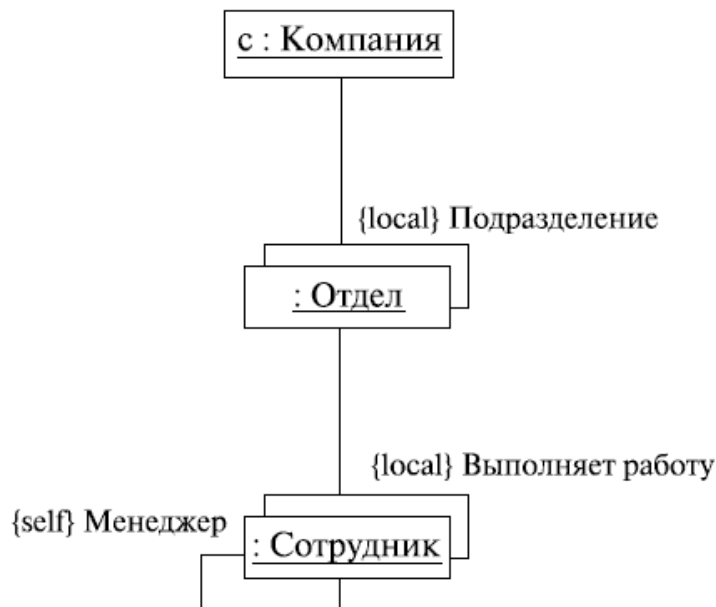 с : Компания
{local} Подразделение
: Отдел
{local} Выполняет работу
{self} Менеджер
: Сотрудник